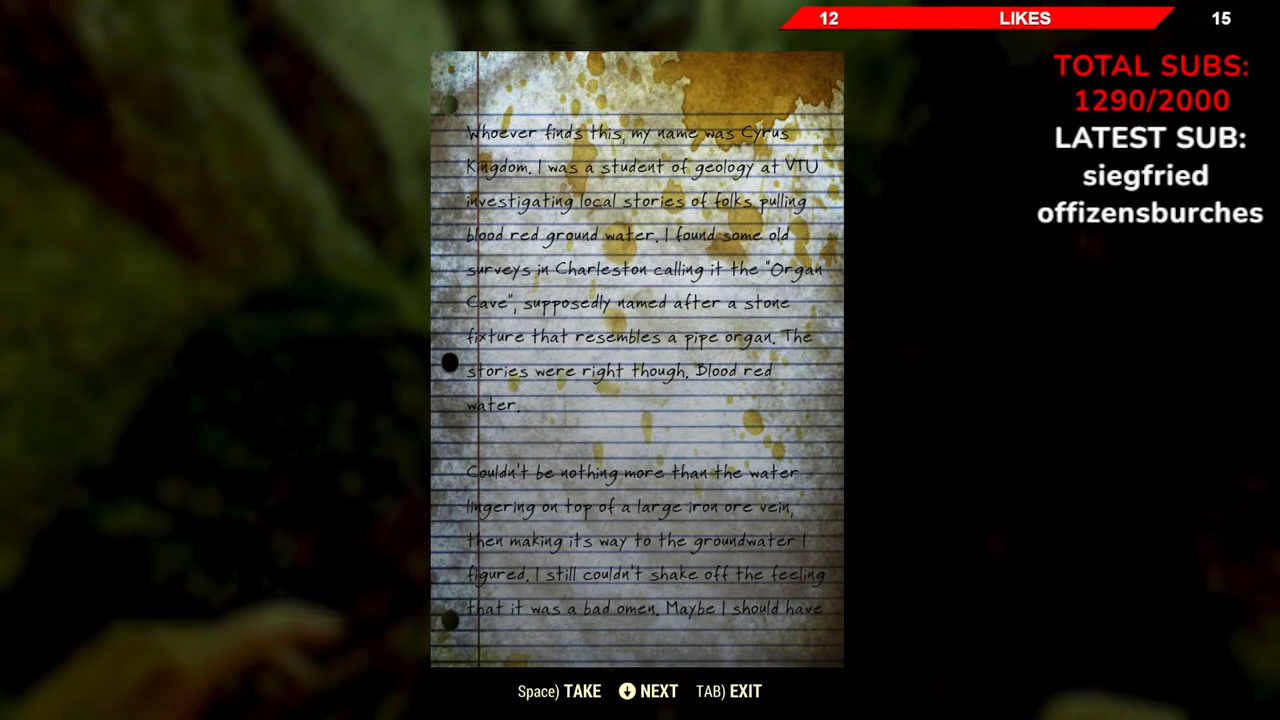 12 LIKES 15
TOTAL SUBS:
1290/2000
LATEST SUB:
siegfried
offizensburches
Whoever finds this, my name was Cyrus
Kingdom. I was a student of geology at VTU
investigating local stories of folks pulling
blood red ground water. I found some old
surveys in Charleston calling it the "Organ
Cave", supposedly named after a stone
fixture that resembles a pipe organ. The
stories were right though. Blood red
water.
Couldn't be nothing more than the water
lingering on top of a large iron ore vein,
then making its way to the groundwater I
figured. I still couldn't shake off the feeling
that it was a bad omen. Maybe I should have
Space) TAKE NEXT TAB) EXIT